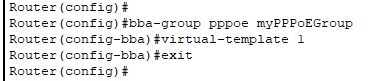 Router(config)#
Router(config)#bba-group pppoe myPPPoEGroup
Router(config-bba)#virtual-template 1
Router(config-bba)#exit
Router(config)#